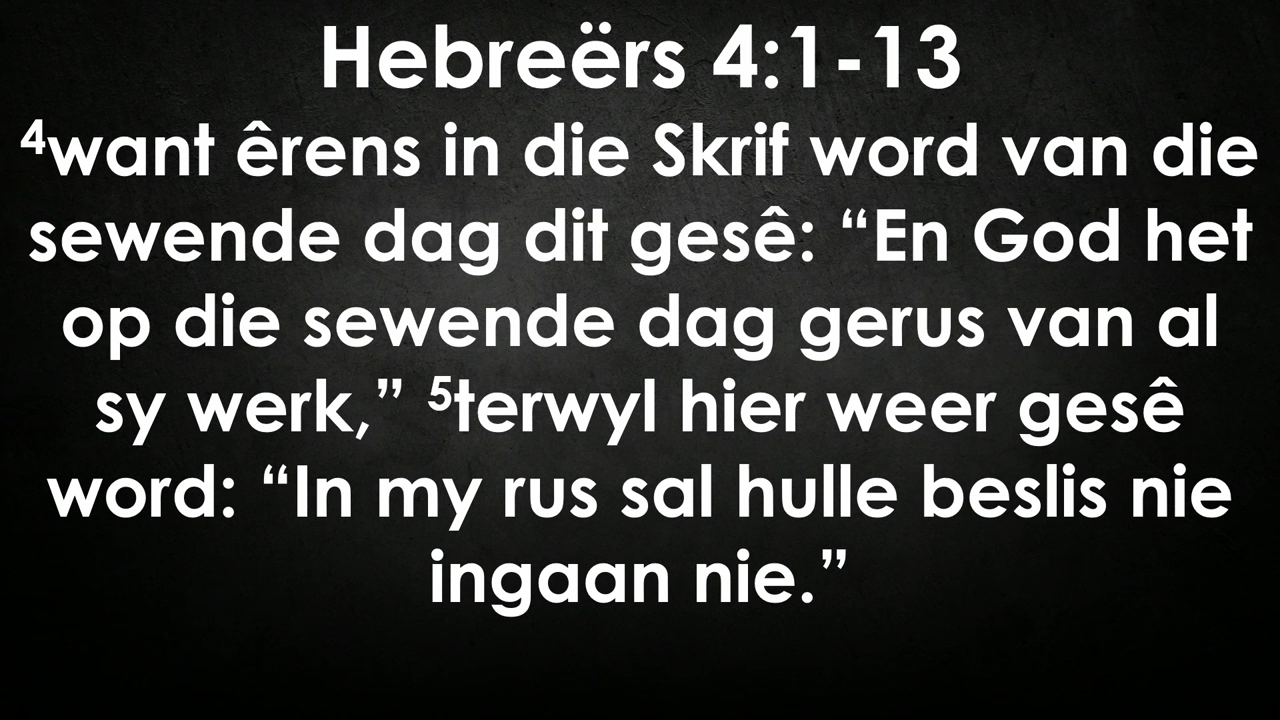 Hebreërs 4:1-13
⁴want êrens in die Skrif word van die
sewende dag dit gesê: “En God het
op die sewende dag gerus van al
sy werk,” ⁵terwyl hier weer gesê
word: “In my rus sal hulle beslis nie
ingaan nie.”